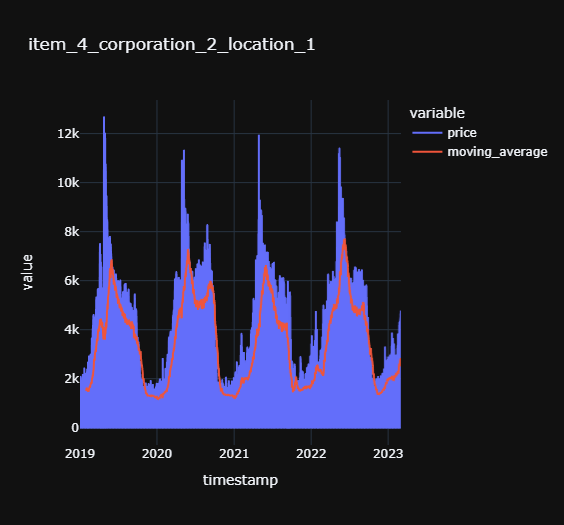 item_4_corporation_2_location_1
variable
price
moving_average
12k
10k
8k
6k
4k
2k
0
value
2019 2020 2021 2022 2023
timestamp